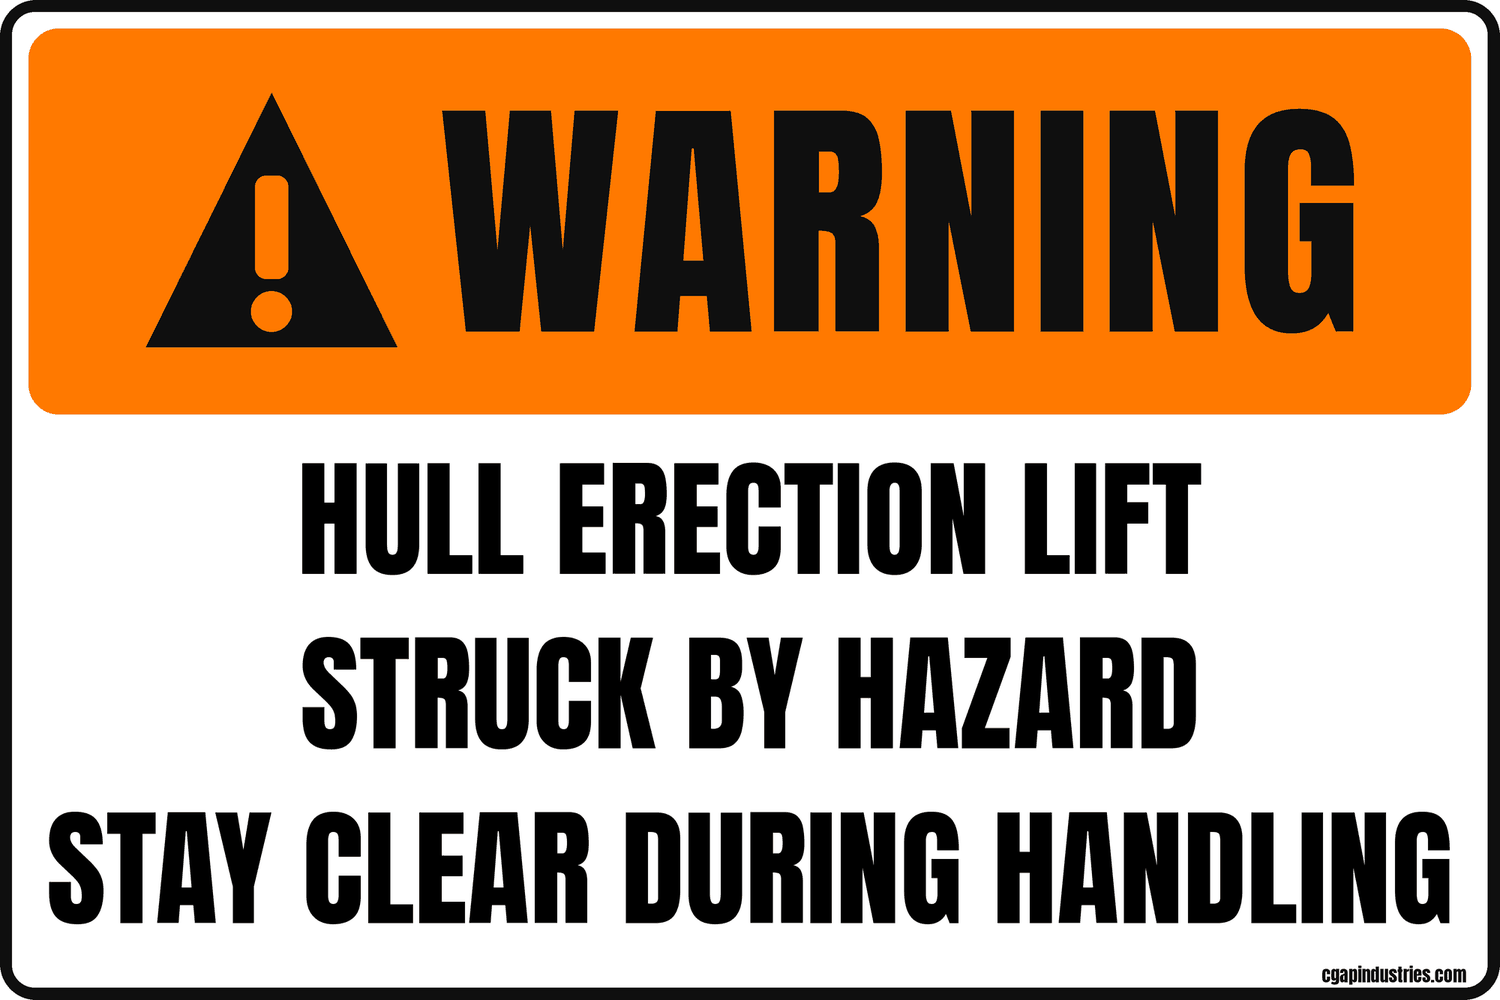 WARNING
HULL ERECTION LIFT
STRUCK BY HAZARD
STAY CLEAR DURING HANDLING
cgapindustries.com